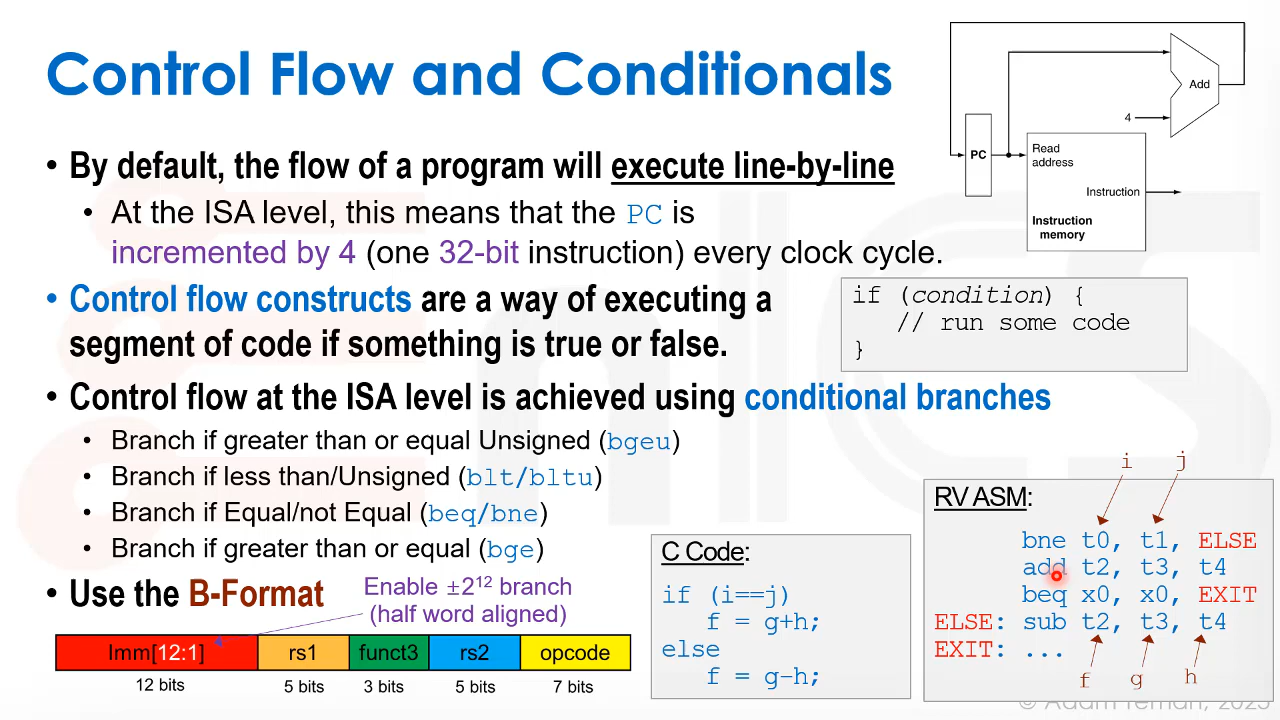 Control Flow and Conditionals
• By default, the flow of a program will execute line-by-line
• At the ISA level, this means that the PC is
incremented by 4 (one 32-bit instruction) every clock cycle.
• Control flow constructs are a way of executing a
segment of code if something is true or false.
• Control flow at the ISA level is achieved using conditional branches
• Branch if greater than or equal Unsigned (bgeu)
• Branch if less than/Unsigned (blt/bltu)
• Branch if Equal/not Equal (beq/bne)
• Branch if greater than or equal (bge)
• Use the B-Format
Enable ±2¹² branch
(half word aligned)
Imm[12:1] rs1 funct3 rs2 opcode
12 bits 5 bits 3 bits 5 bits 7 bits
Add
4
PC
Read
address
Instruction
Instruction
memory
if (condition) {
// run some code
}
C Code:
if (i==j)
f = g+h;
else
f = g-h;
i j
RV ASM:
bne t0, t1, ELSE
add t2, t3, t4
beq x0, x0, EXIT
ELSE: sub t2, t3, t4
EXIT: ...
f g h